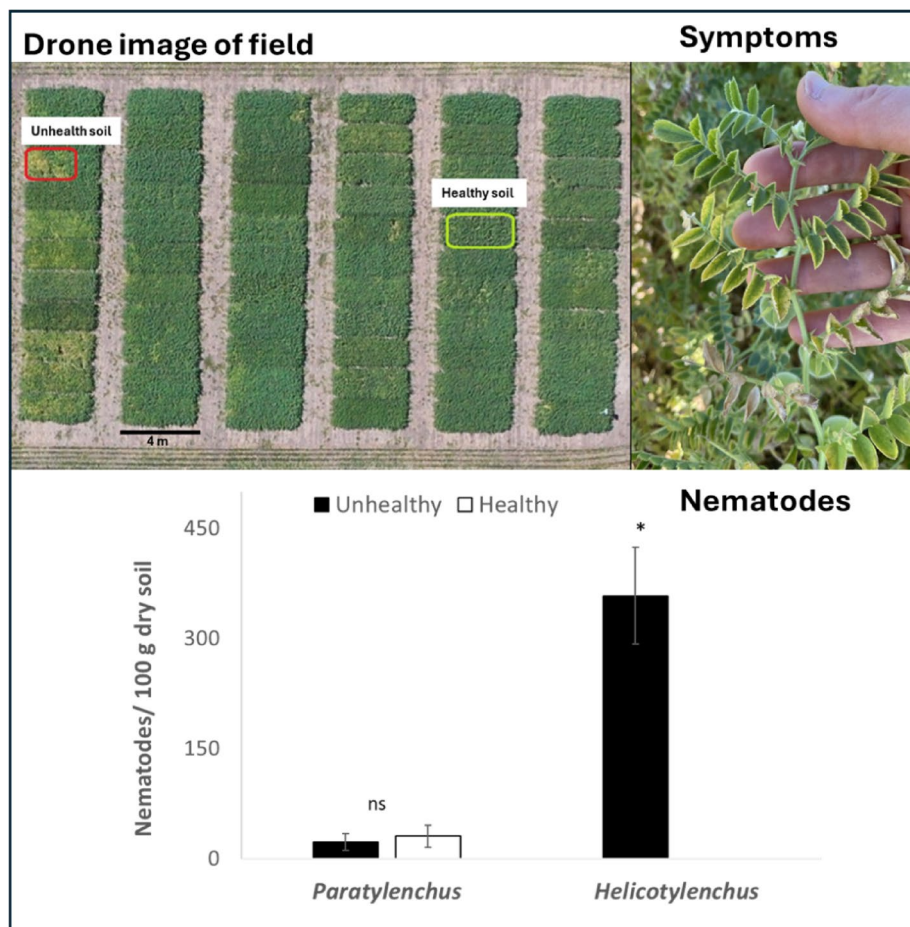 Drone image of field
Symptoms
Unhealth soil
Healthy soil
4 m
Nematodes
■ Unhealthy □ Healthy
*
450
300
150
0
Nematodes/ 100 g dry soil
ns
Paratylenchus
Helicotylenchus